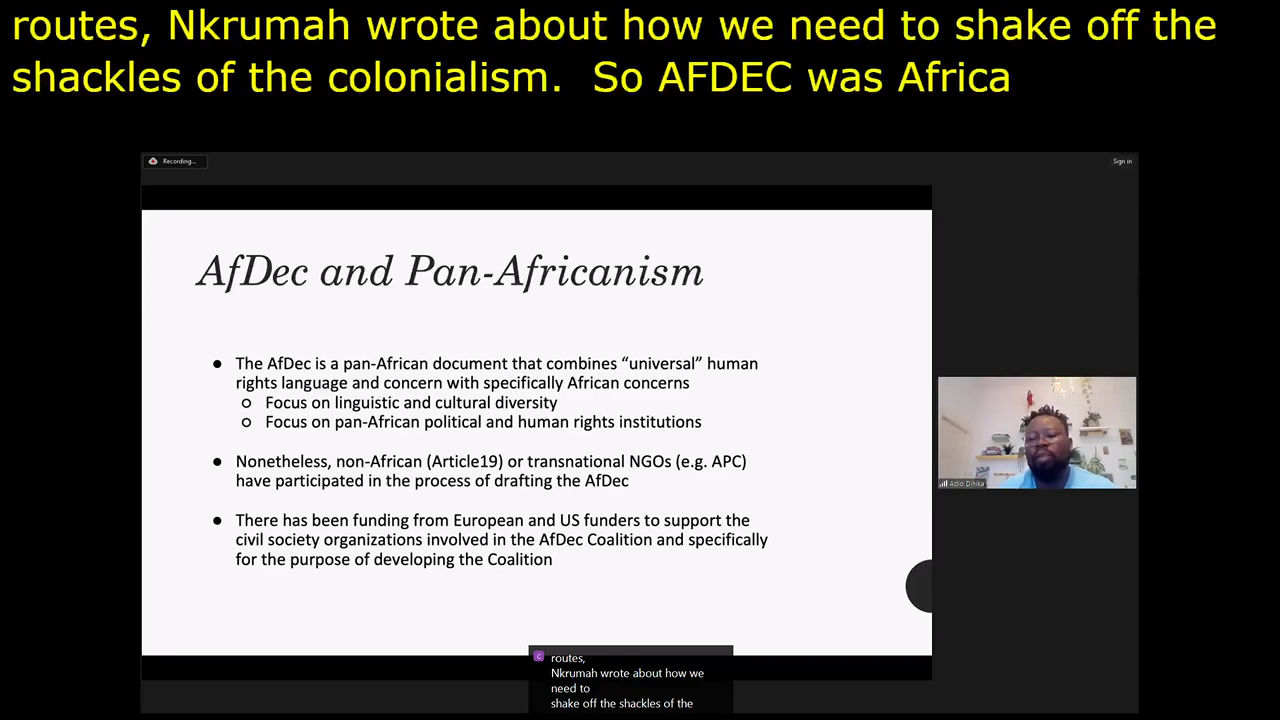 routes, Nkrumah wrote about how we need to shake off the
shackles of the colonialism.  So AFDEC was Africa
Recording...
Sign in
AfDec and Pan-Africanism
● The AfDec is a pan-African document that combines “universal” human
rights language and concern with specifically African concerns
○ Focus on linguistic and cultural diversity
○ Focus on pan-African political and human rights institutions
● Nonetheless, non-African (Article19) or transnational NGOs (e.g. APC)
have participated in the process of drafting the AfDec
● There has been funding from European and US funders to support the
civil society organizations involved in the AfDec Coalition and specifically
for the purpose of developing the Coalition
Adio Dinika
C
routes,
Nkrumah wrote about how we
need to
shake off the shackles of the